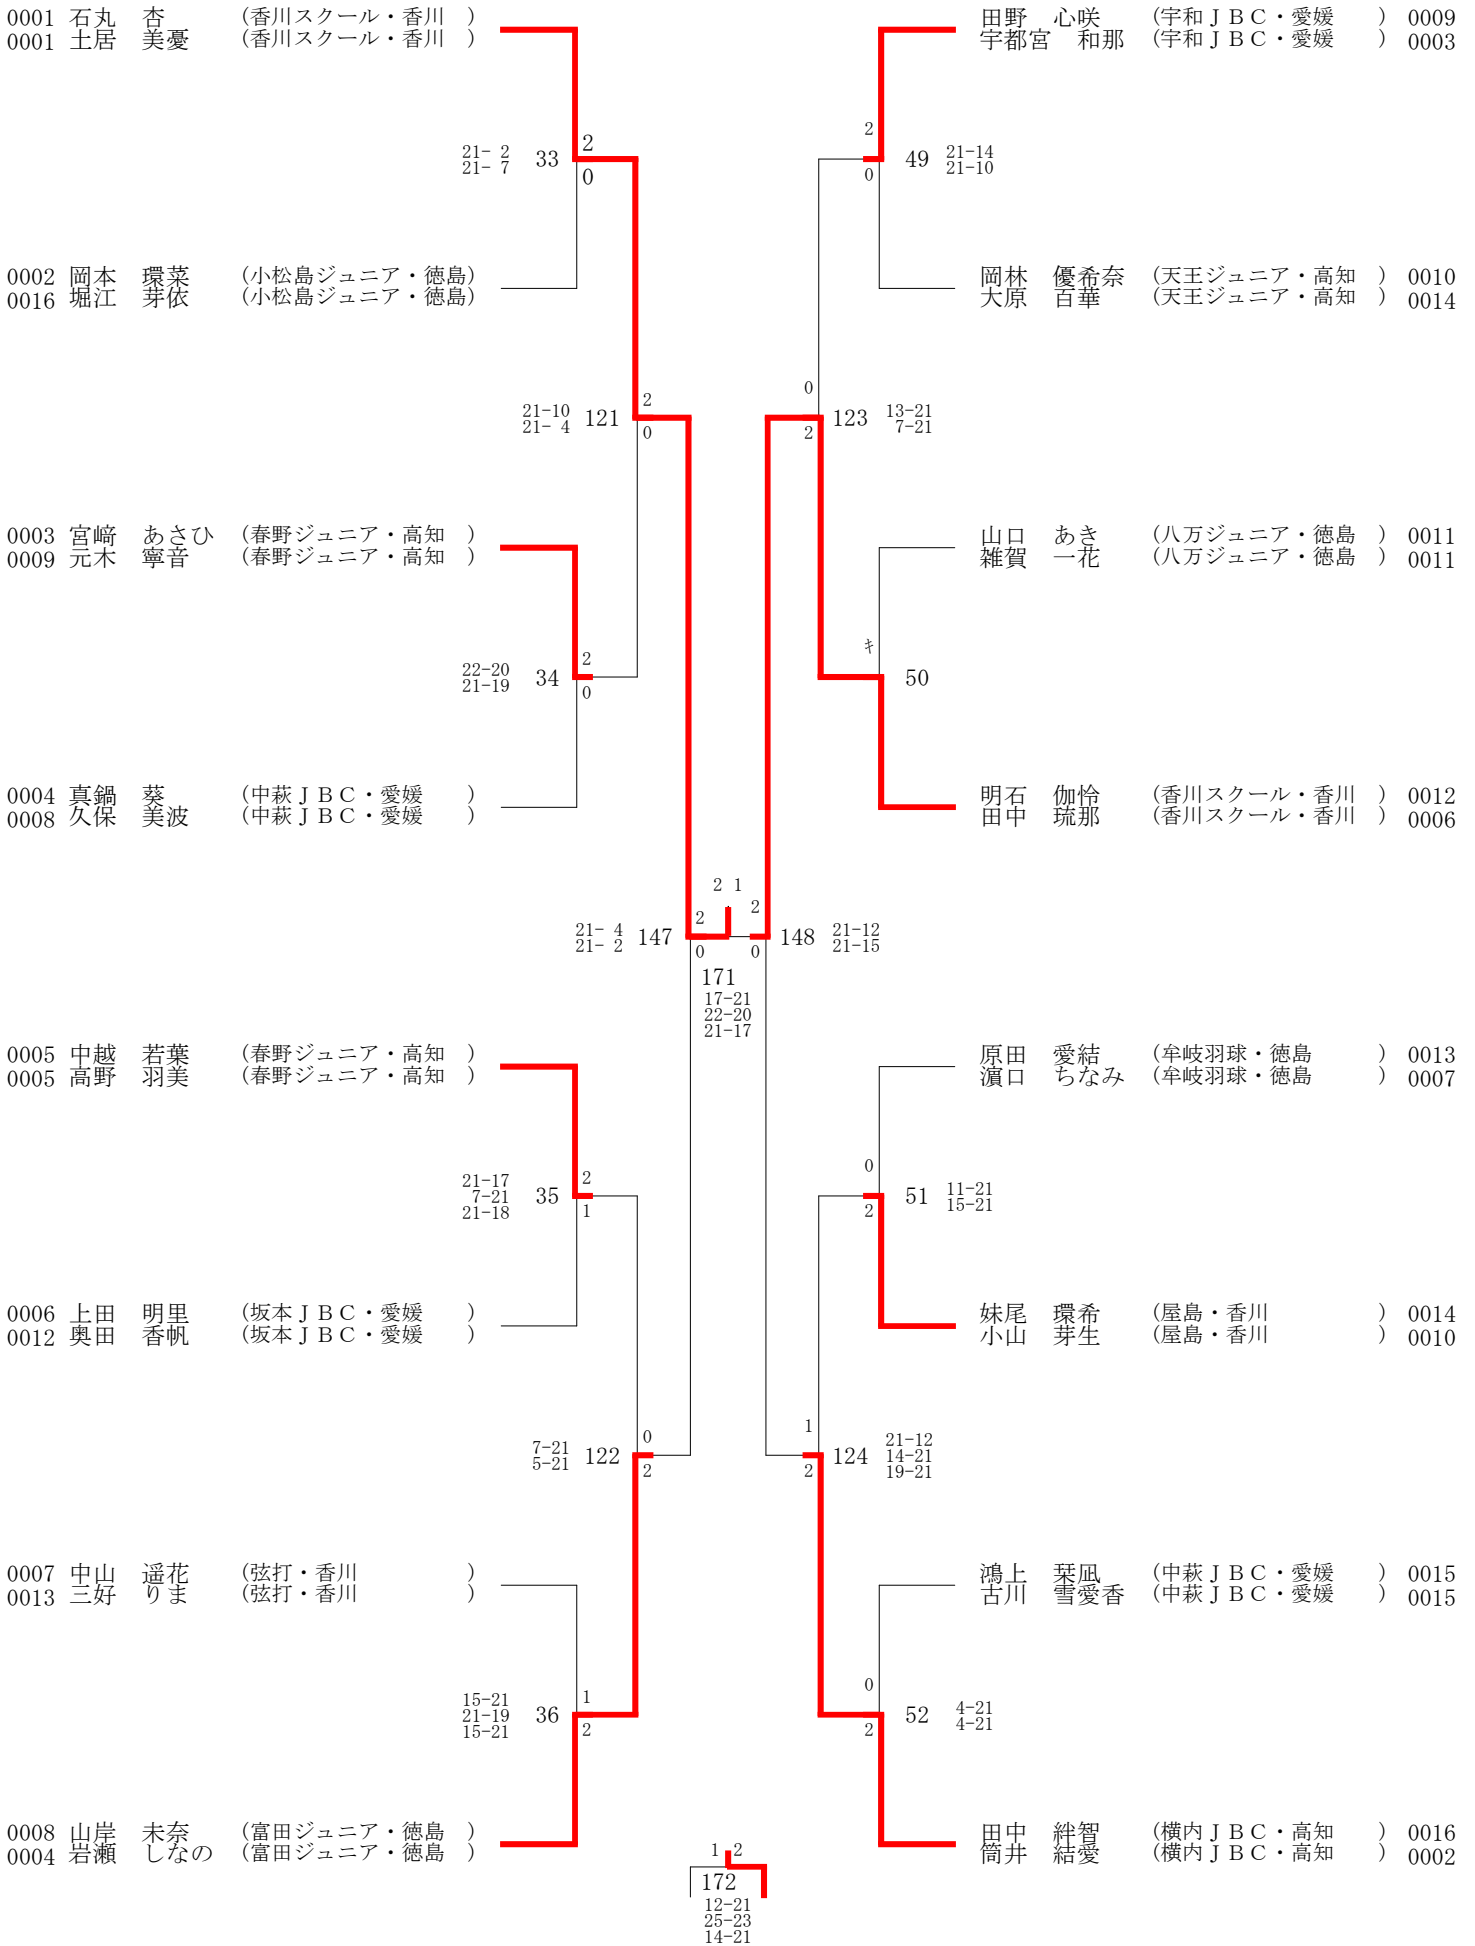 0001 石丸　杏　　(香川スクール・香川　)
0001 土居　美憂　(香川スクール・香川　)
21- 2
21- 7
33
2
0
0002 岡本　環菜　(小松島ジュニア・徳島)
0016 堀江　芽依　(小松島ジュニア・徳島)
21-10
21- 4
121
2
0
0003 宮﨑　あさひ　(春野ジュニア・高知　)
0009 元木　寧音　(春野ジュニア・高知　)
22-20
21-19
34
2
0
0004 真鍋　葵　　(中萩ＪＢＣ・愛媛　　)
0008 久保　美波　(中萩ＪＢＣ・愛媛　　)
21- 4
21- 2
147
2
0
2 1
171
17-21
22-20
21-17
0005 中越　若葉　(春野ジュニア・高知　)
0005 高野　羽美　(春野ジュニア・高知　)
21-17
7-21
21-18
35
2
1
0006 上田　明里　(坂本ＪＢＣ・愛媛　　)
0012 奥田　香帆　(坂本ＪＢＣ・愛媛　　)
7-21
5-21
122
0
2
0007 中山　遥花　(弦打・香川　　　　　)
0013 三好　りま　(弦打・香川　　　　　)
15-21
21-19
15-21
36
1
2
0008 山岸　未奈　(富田ジュニア・徳島　)
0004 岩瀬　しなの　(富田ジュニア・徳島　)
1 2
172
12-21
25-23
14-21
田野　心咲　(宇和ＪＢＣ・愛媛　　) 0009
宇都宮　和那　(宇和ＪＢＣ・愛媛　　) 0003
2
0
49
21-14
21-10
岡林　優希奈　(天王ジュニア・高知　) 0010
大原　百華　(天王ジュニア・高知　) 0014
0
2
123
13-21
7-21
山口　あき　(八万ジュニア・徳島　) 0011
雑賀　一花　(八万ジュニア・徳島　) 0011
キ
50
明石　伽怜　(香川スクール・香川　) 0012
田中　琉那　(香川スクール・香川　) 0006
2
0
148
21-12
21-15
原田　愛結　(牟岐羽球・徳島　　　) 0013
濵口　ちなみ　(牟岐羽球・徳島　　　) 0007
0
2
51
11-21
15-21
妹尾　環希　(屋島・香川　　　　　) 0014
小山　芽生　(屋島・香川　　　　　) 0010
1
2
124
21-12
14-21
19-21
鴻上　栞凪　(中萩ＪＢＣ・愛媛　　) 0015
古川　雪愛香　(中萩ＪＢＣ・愛媛　　) 0015
0
2
52
4-21
4-21
田中　絆智　(横内ＪＢＣ・高知　　) 0016
筒井　結愛　(横内ＪＢＣ・高知　　) 0002